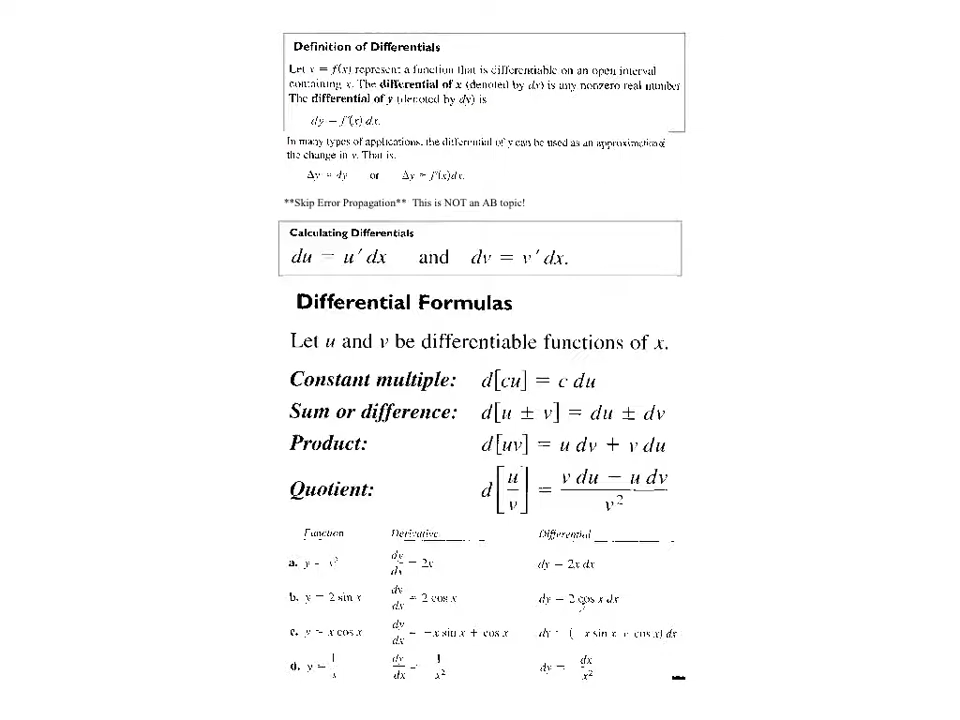 Definition of Differentials
Let y = f(x) represent a function that is differentiable on an open interval
containing x. The differential of x (denoted by dx) is any nonzero real number
The differential of y (denoted by dy) is
dy = f'(x) dx.
In many types of applications, the differential of y can be used as an approximation of
the change in y. That is,
Δy ≈ dy or Δy ≈ f'(x)dx.
**Skip Error Propagation** This is NOT an AB topic!
Calculating Differentials
du = u' dx and dv = v' dx.
Differential Formulas
Let u and v be differentiable functions of x.
Constant multiple: d[cu] = c du
Sum or difference: d[u ± v] = du ± dv
Product: d[uv] = u dv + v du
Quotient: d[u/v] = (v du − u dv)/v²
Function Derivative Differential
a. y = x² dy/dx = 2x dy = 2x dx
b. y = 2 sin x dy/dx = 2 cos x dy = 2 cos x dx
c. y = x cos x dy/dx = −x sin x + cos x dy = (−x sin x + cos x) dx
d. y = 1/x dy/dx = −1/x² dy = −dx/x²